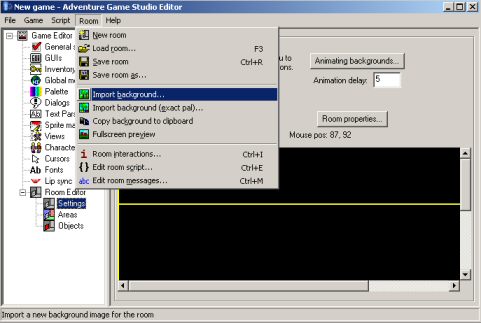 New game - Adventure Game Studio Editor
File Game Script Room Help
Game Editor
General s
GUIs
Inventory
Global m
Palette
Dialogs
Text Par
Sprite ma
Views
Characte
Cursors
Fonts
Lip sync
Room Editor
Settings
Areas
Objects
New room
Load room... F3
Save room Ctrl+R
Save room as...
Import background...
Import background (exact pal)...
Copy background to clipboard
Fullscreen preview
Room interactions... Ctrl+I
Edit room script... Ctrl+E
Edit room messages... Ctrl+M
u to
ons.
Animating backgrounds...
Animation delay: 5
Room properties...
Mouse pos: 87, 92
Import a new background image for the room